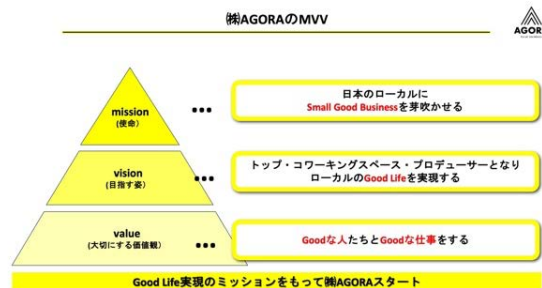 ㈱AGORAのMVV
AGOR
mission
(使命)
•••
日本のローカルに
Small Good Businessを芽吹かせる
vision
(目指す姿)
•••
トップ・コワーキングスペース・プロデューサーとなり
ローカルのGood Lifeを実現する
value
(大切にする価値観)
•••
Goodな人たちとGoodな仕事をする
Good Life実現のミッションをもって㈱AGORAスタート